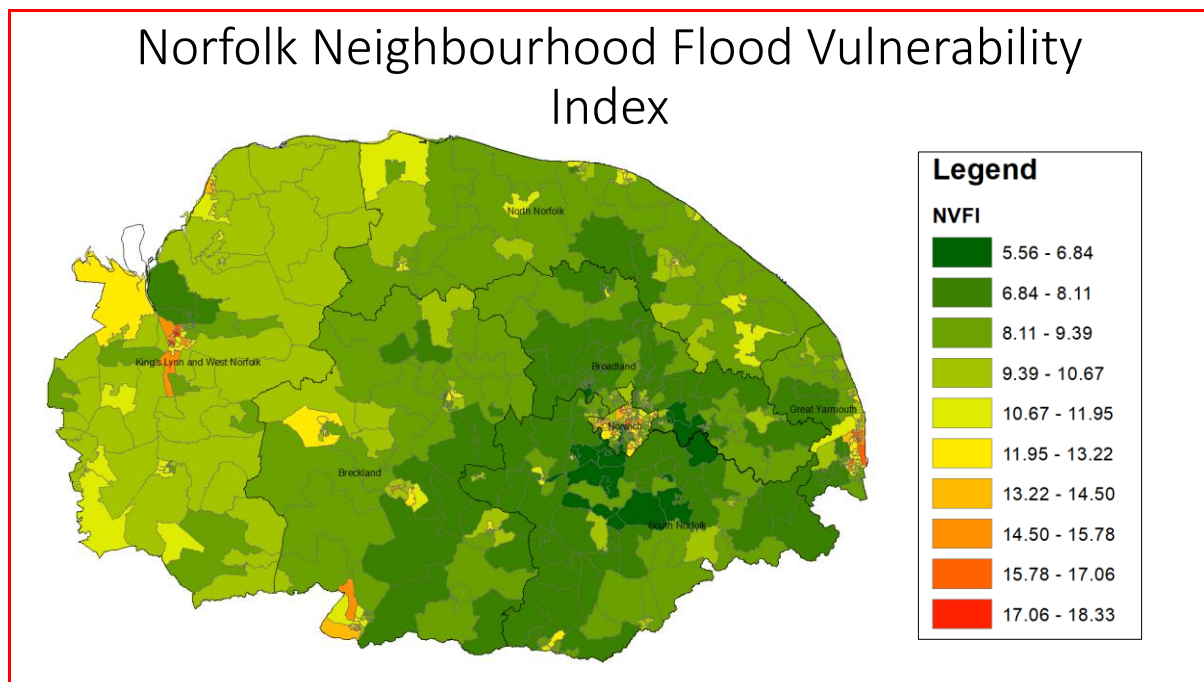 Norfolk Neighbourhood Flood Vulnerability
Index
Legend
NVFI
5.56 - 6.84
6.84 - 8.11
8.11 - 9.39
9.39 - 10.67
10.67 - 11.95
11.95 - 13.22
13.22 - 14.50
14.50 - 15.78
15.78 - 17.06
17.06 - 18.33
North Norfolk
King's Lynn and West Norfolk
Broadland
Great Yarmouth
Norwich
Breckland
South Norfolk